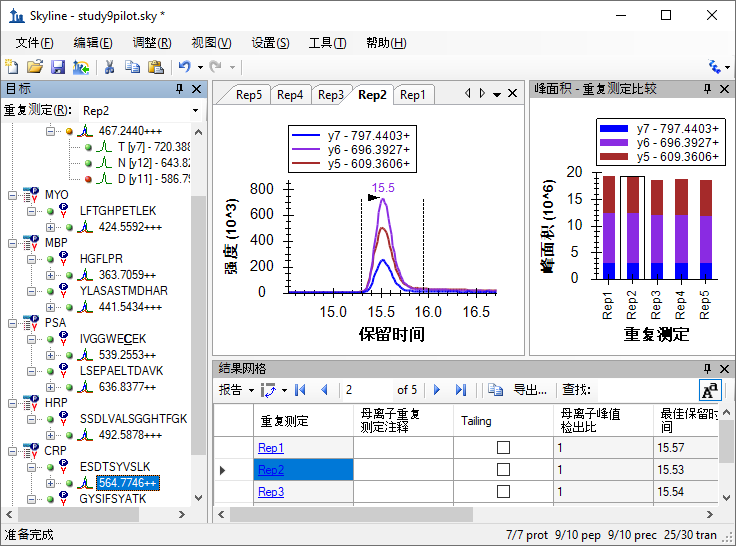 Skyline - study9pilot.sky *
文件(F) 编辑(E) 调整(R) 视图(V) 设置(S) 工具(T) 帮助(H)
目标
重复测定(R): Rep2
467.2440+++
T [y7] - 720.388
N [y12] - 643.82
D [y11] - 586.79
MYO
LFTGHPETLEK
424.5592+++
MBP
HGFLPR
363.7059+++
YLASASTMDHAR
441.5434+++
PSA
IVGGWECEK
539.2553++
LSEPAELTDAVK
636.8377++
HRP
SSDLVALSGGHTFGK
492.5878+++
CRP
ESDTSYVSLK
564.7746++
GYSIFSYATK
Rep5 Rep4 Rep3 Rep2 Rep1
y7 - 797.4403+
y6 - 696.3927+
y5 - 609.3606+
15.5
强度 (10^3)
800
600
400
200
0
15.0 15.5 16.0 16.5
保留时间
峰面积 - 重复测定比较
y7 - 797.4403+
y6 - 696.3927+
y5 - 609.3606+
峰面积 (10^6)
20
15
10
5
0
Rep1 Rep2 Rep3 Rep4 Rep5
重复测定
结果网格
报告 2 of 5 导出... 查找: Aa
重复测定 母离子重复测定注释 Tailing 母离子峰值检出比 最佳保留时间
Rep1 1 15.57
Rep2 1 15.53
Rep3 1 15.54
准备完成 7/7 prot 9/10 pep 9/10 prec 25/30 tran